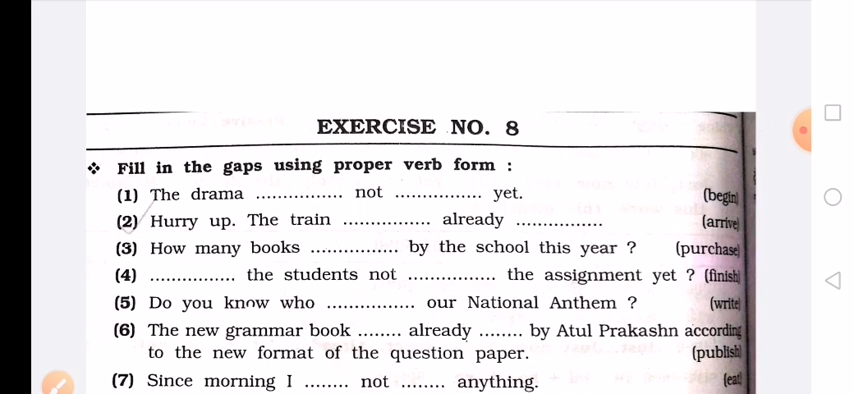 EXERCISE NO. 8
❖ Fill in the gaps using proper verb form :
(1) The drama ................ not ................ yet. (begin)
(2) Hurry up. The train ................ already ................ (arrive)
(3) How many books ................ by the school this year ? (purchase)
(4) ................ the students not ................ the assignment yet ? (finish)
(5) Do you know who ................ our National Anthem ? (write)
(6) The new grammar book ........ already ........ by Atul Prakashn according
to the new format of the question paper. (publish)
(7) Since morning I ........ not ........ anything. (eat)